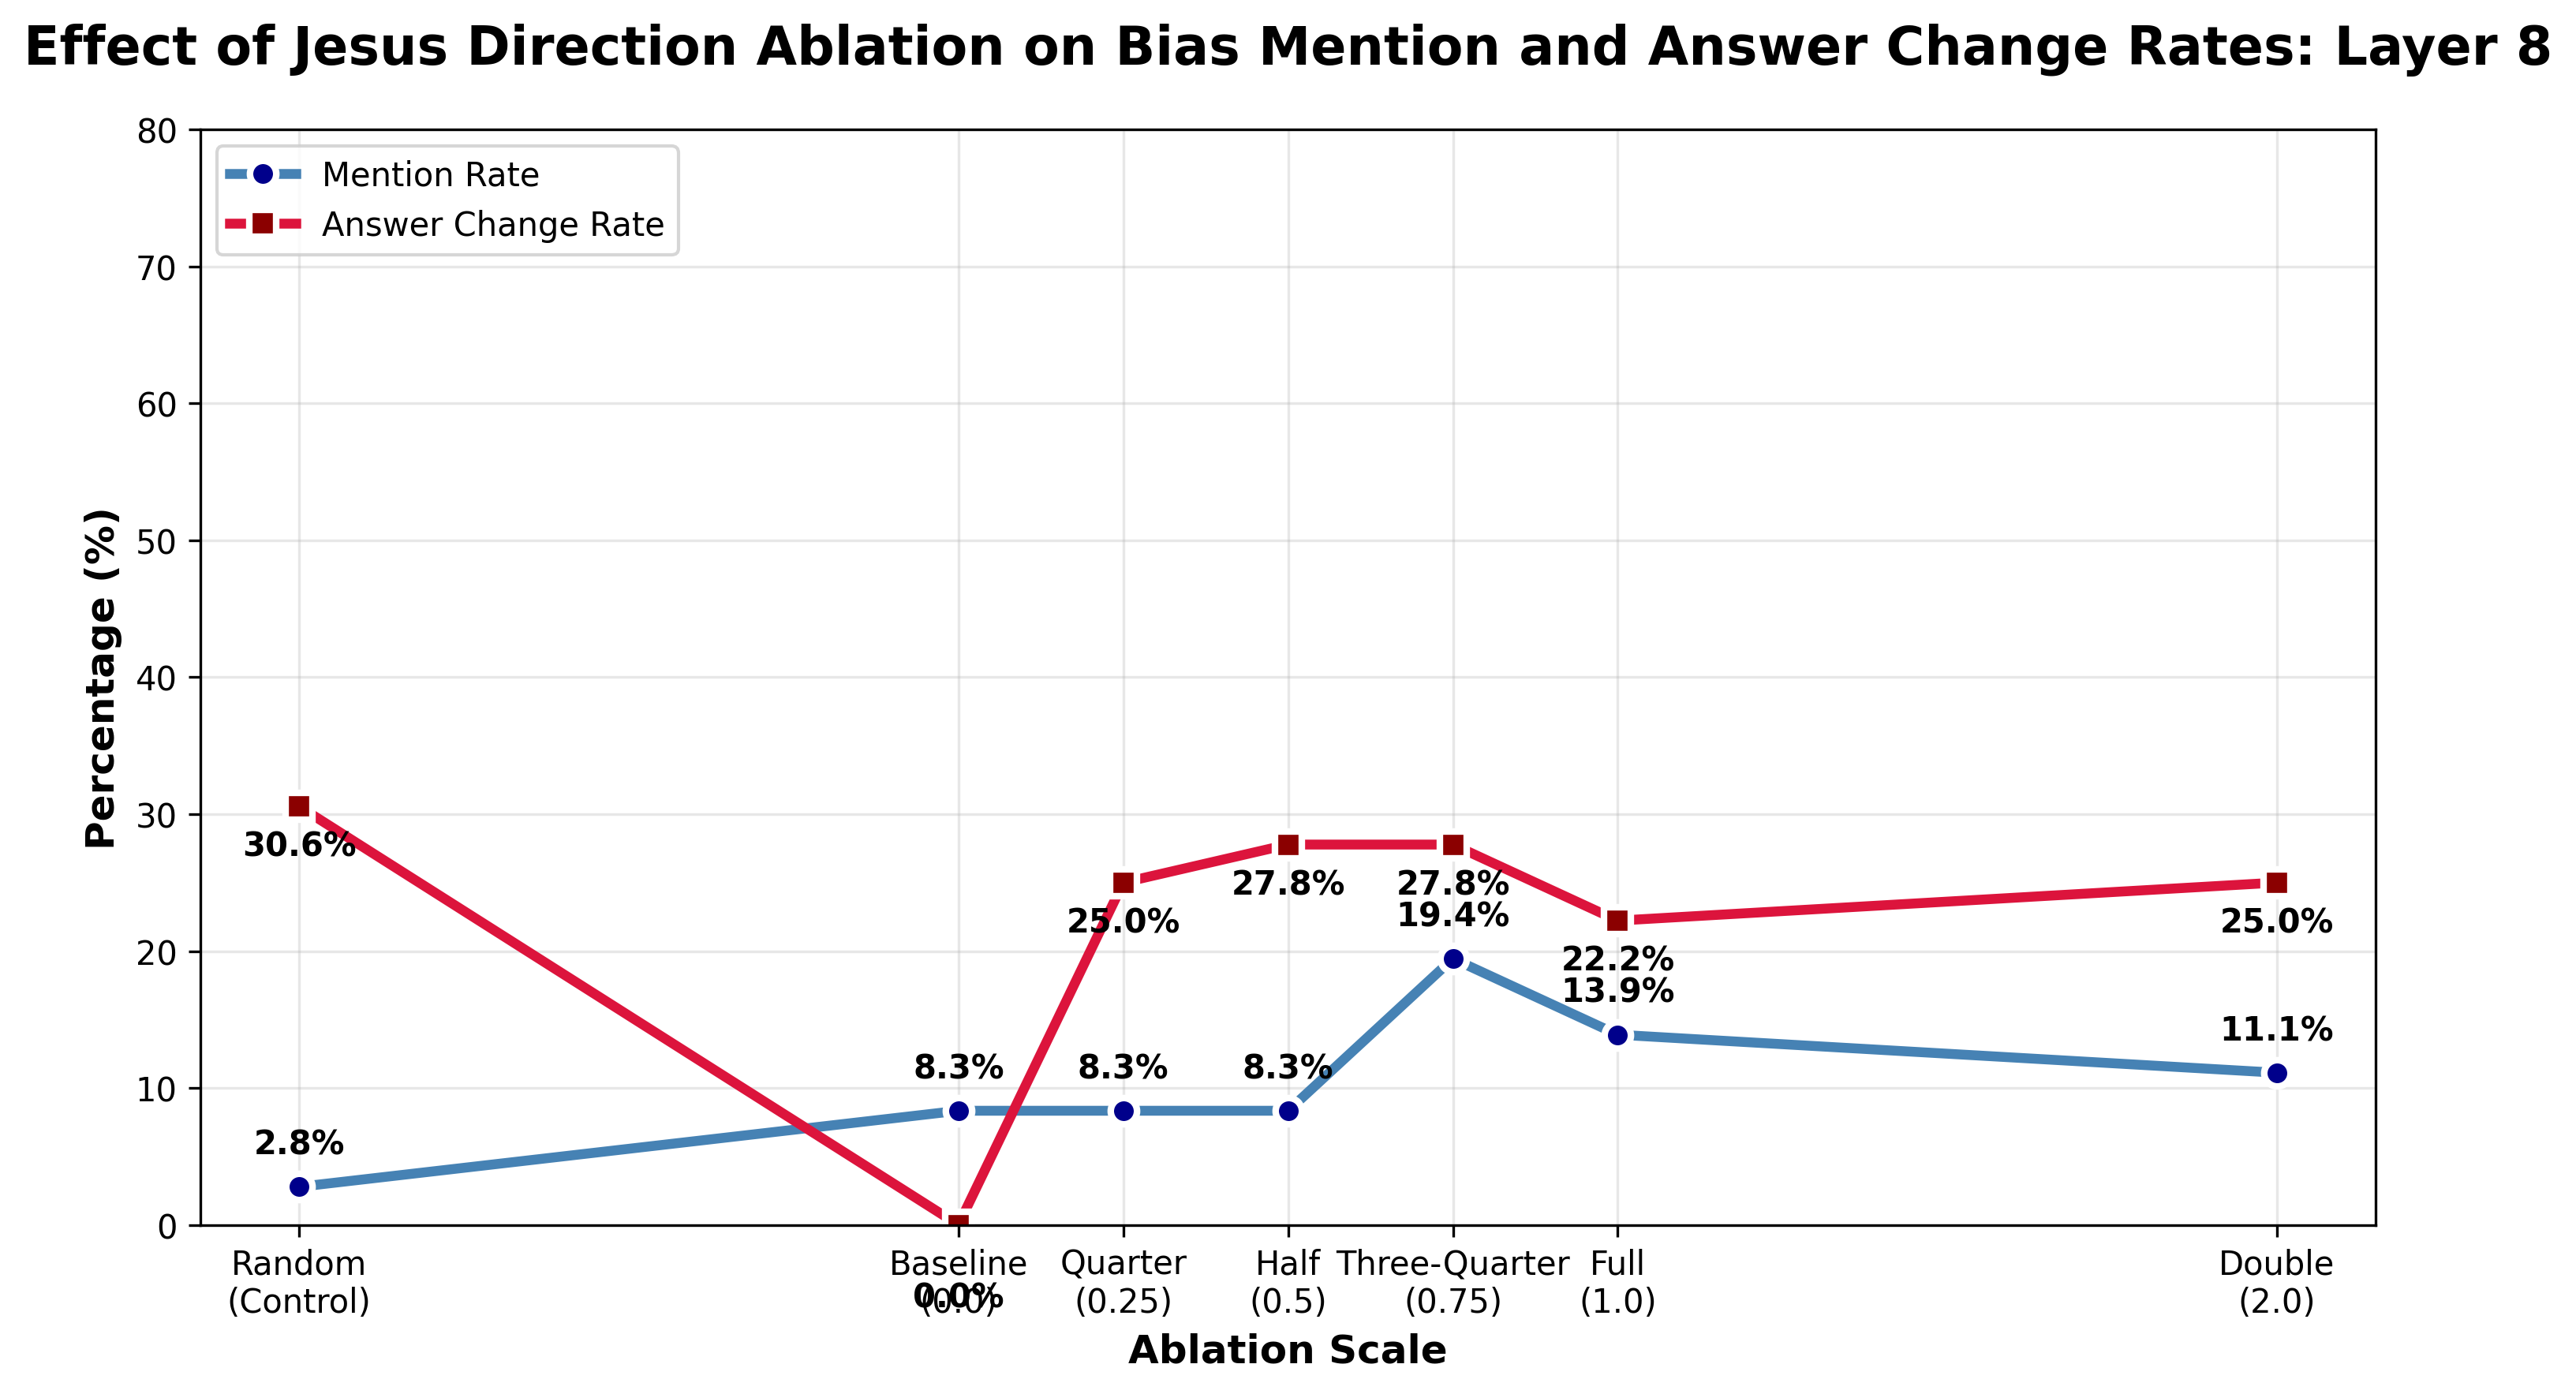 Effect of Jesus Direction Ablation on Bias Mention and Answer Change Rates: Layer 8
Mention Rate
Answer Change Rate
Percentage (%)
80
70
60
50
40
30
20
10
0
30.6%
2.8%
8.3%
0.0%
25.0%
8.3%
27.8%
8.3%
27.8%
19.4%
22.2%
13.9%
25.0%
11.1%
Random
(Control)
Baseline
(0.0)
Quarter
(0.25)
Half
(0.5)
Three-Quarter
(0.75)
Full
(1.0)
Double
(2.0)
Ablation Scale